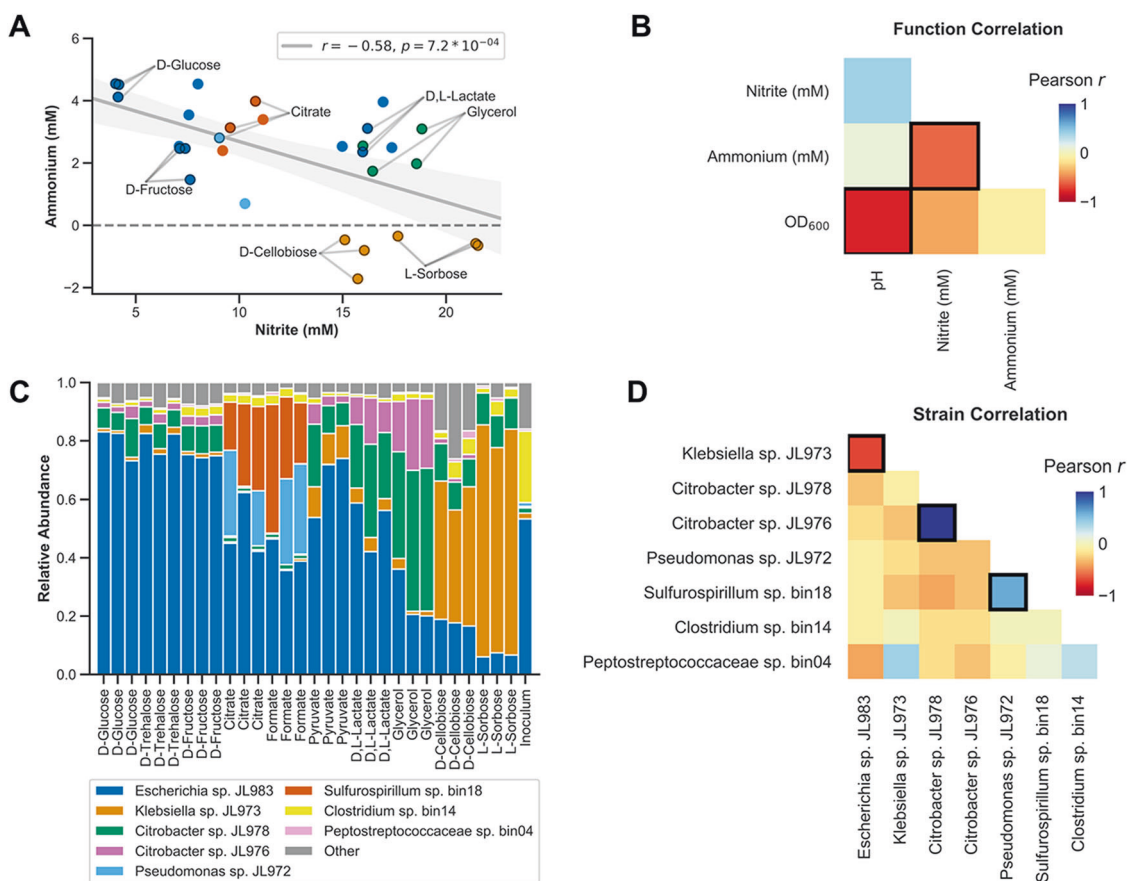 A
r = − 0.58, p = 7.2 * 10⁻⁰⁴
D-Glucose
Citrate
D,L-Lactate
Glycerol
D-Fructose
D-Cellobiose
L-Sorbose
6
4
2
0
−2
Ammonium (mM)
5
10
15
20
Nitrite (mM)
B
Function Correlation
Pearson r
1
0
−1
Nitrite (mM)
Ammonium (mM)
OD₆₀₀
pH
Nitrite (mM)
Ammonium (mM)
C
1.0
0.8
0.6
0.4
0.2
0.0
Relative Abundance
D-Glucose
D-Glucose
D-Glucose
D-Trehalose
D-Trehalose
D-Trehalose
D-Fructose
D-Fructose
D-Fructose
Citrate
Citrate
Citrate
Formate
Formate
Formate
Pyruvate
Pyruvate
Pyruvate
D,L-Lactate
D,L-Lactate
D,L-Lactate
Glycerol
Glycerol
Glycerol
D-Cellobiose
D-Cellobiose
D-Cellobiose
L-Sorbose
L-Sorbose
L-Sorbose
Inoculum
Escherichia sp. JL983
Klebsiella sp. JL973
Citrobacter sp. JL978
Citrobacter sp. JL976
Pseudomonas sp. JL972
Sulfurospirillum sp. bin18
Clostridium sp. bin14
Peptostreptococcaceae sp. bin04
Other
D
Strain Correlation
Pearson r
1
0
−1
Klebsiella sp. JL973
Citrobacter sp. JL978
Citrobacter sp. JL976
Pseudomonas sp. JL972
Sulfurospirillum sp. bin18
Clostridium sp. bin14
Peptostreptococcaceae sp. bin04
Escherichia sp. JL983
Klebsiella sp. JL973
Citrobacter sp. JL978
Citrobacter sp. JL976
Pseudomonas sp. JL972
Sulfurospirillum sp. bin18
Clostridium sp. bin14